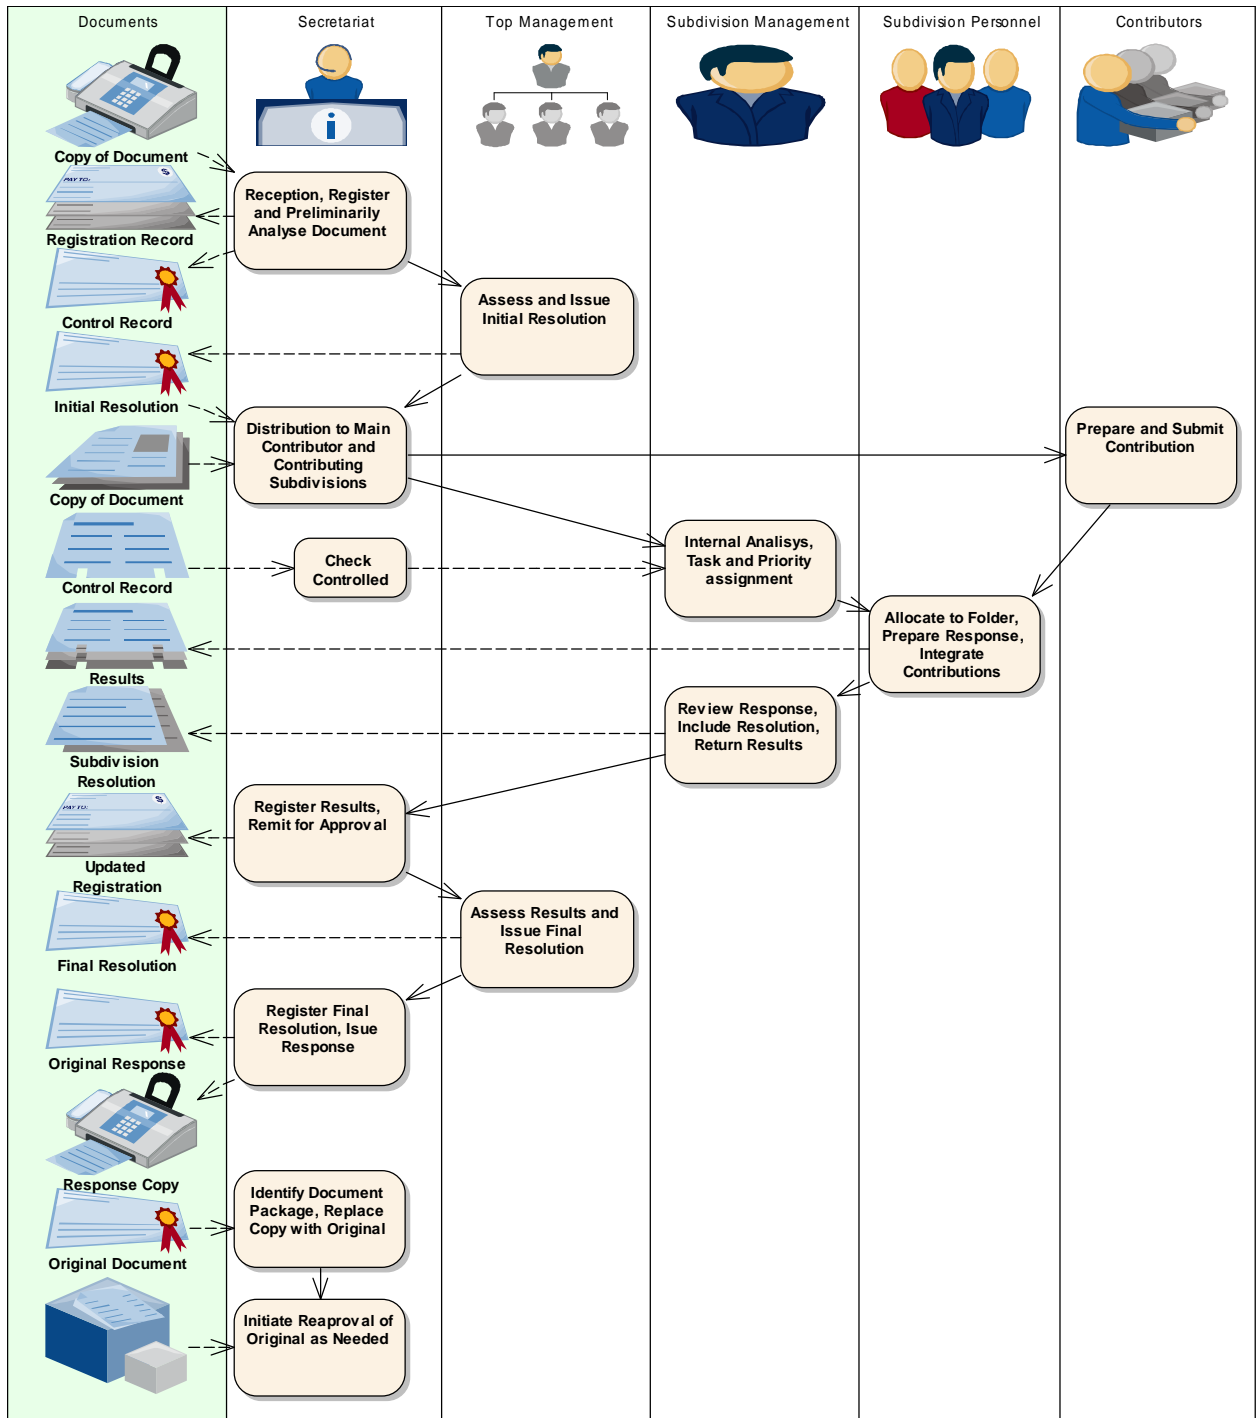 Documents
Secretariat
Top Management
Subdivision Management
Subdivision Personnel
Contributors
Copy of Document
Reception, Register
and Preliminarily
Analyse Document
PAY TO:
$
Registration Record
Assess and Issue
Initial Resolution
Control Record
Initial Resolution
Distribution to Main
Contributor and
Contributing
Subdivisions
Prepare and Submit
Contribution
Copy of Document
Internal Analisys,
Task and Priority
assignment
Check
Controlled
Control Record
Allocate to Folder,
Prepare Response,
Integrate
Contributions
Results
Review Response,
Include Resolution,
Return Results
Subdivision
Resolution
Register Results,
Remit for Approval
PAY TO:
$
Updated
Registration
Assess Results and
Issue Final
Resolution
Final Resolution
Register Final
Resolution, Isue
Response
Original Response
Response Copy
Identify Document
Package, Replace
Copy with Original
Original Document
Initiate Reaproval of
Original as Needed